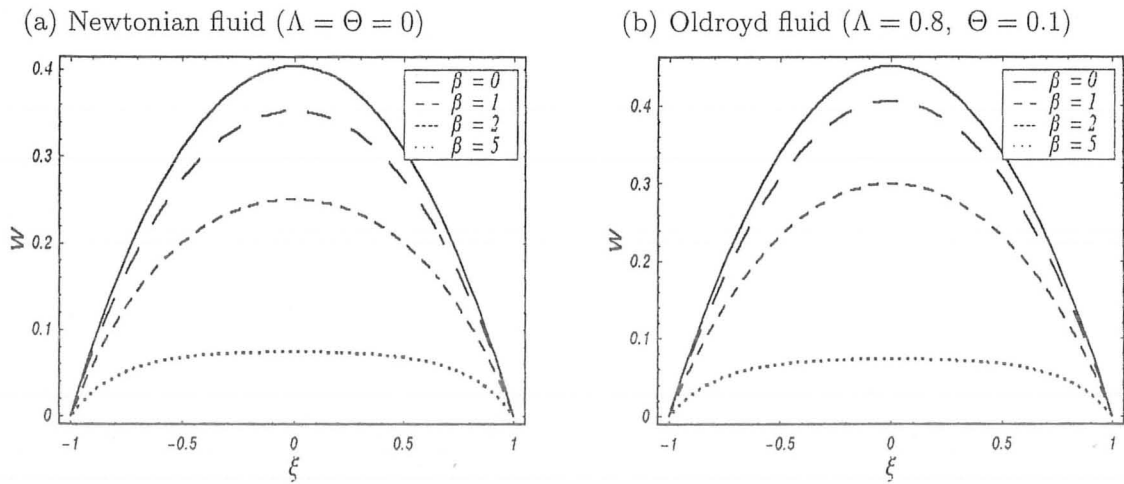 (a) Newtonian fluid (Λ = Θ = 0)
0.4
0.3
0.2
0.1
0
W
-1
-0.5
0
0.5
1
ξ
β = 0
β = 1
β = 2
β = 5
(b) Oldroyd fluid (Λ = 0.8, Θ = 0.1)
0.4
0.3
0.2
0.1
0
W
-1
-0.5
0
0.5
1
ξ
β = 0
β = 1
β = 2
β = 5